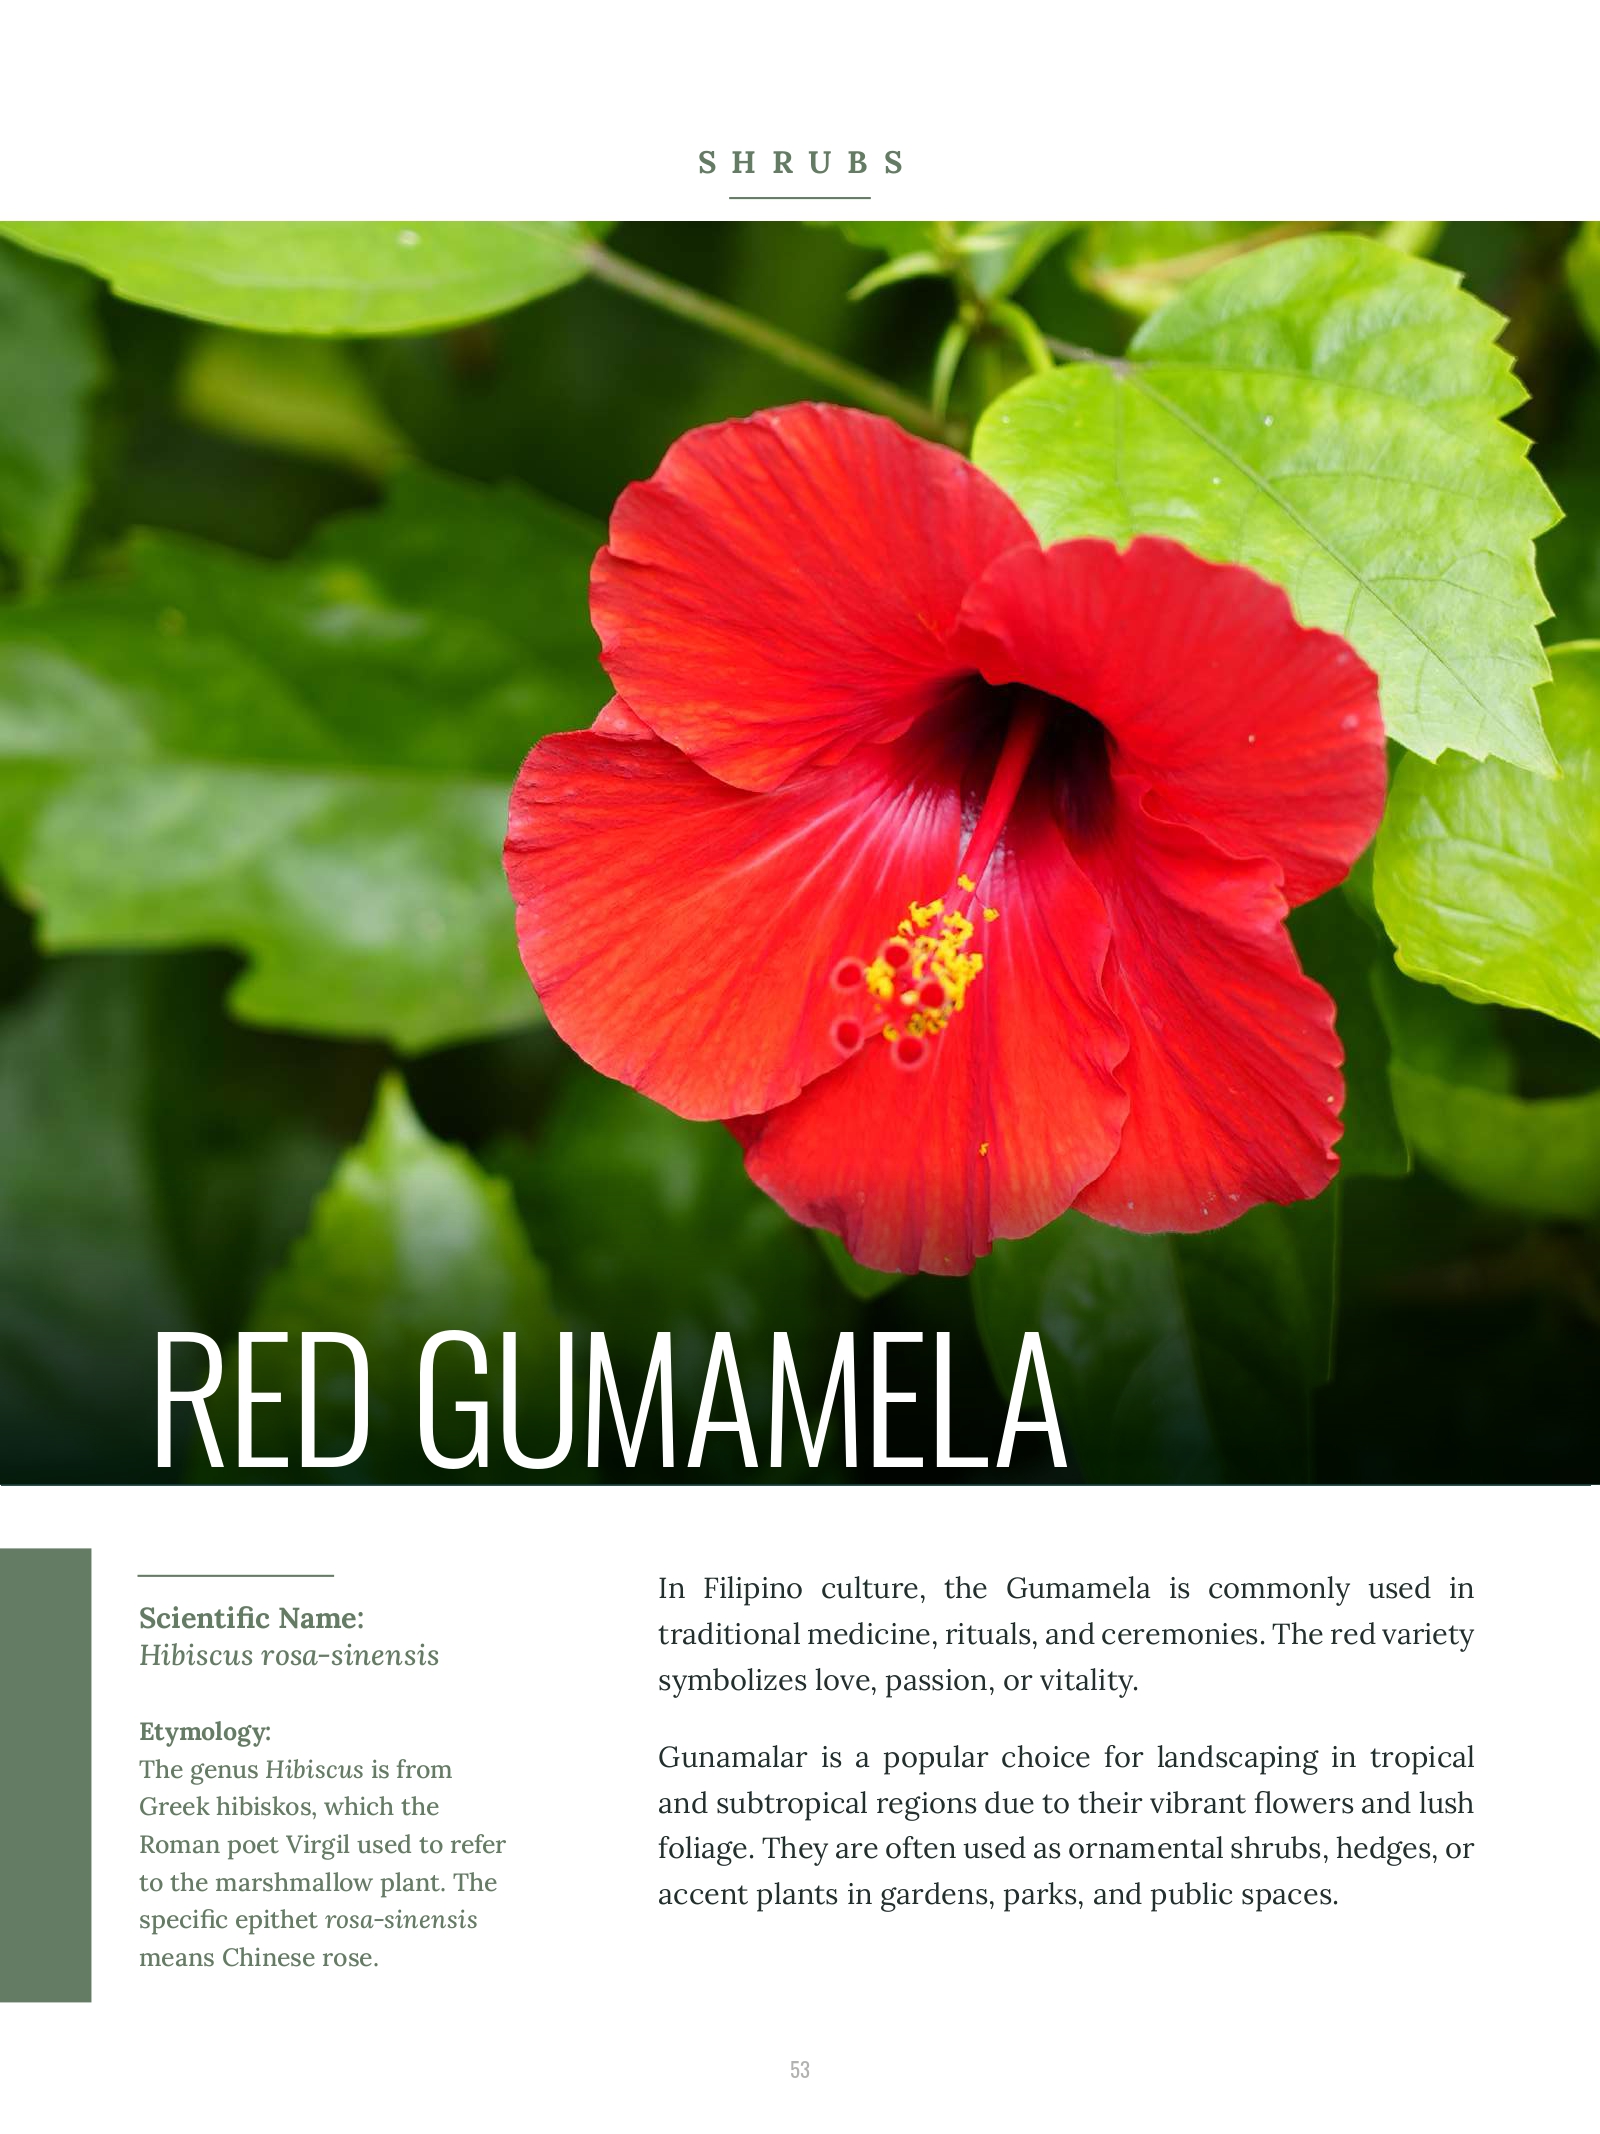 SHRUBS
RED GUMAMELA
Scientific Name:
Hibiscus rosa-sinensis
Etymology:
The genus Hibiscus is from
Greek hibiskos, which the
Roman poet Virgil used to refer
to the marshmallow plant. The
specific epithet rosa-sinensis
means Chinese rose.
In Filipino culture, the Gumamela is commonly used in
traditional medicine, rituals, and ceremonies. The red variety
symbolizes love, passion, or vitality.
Gunamalar is a popular choice for landscaping in tropical
and subtropical regions due to their vibrant flowers and lush
foliage. They are often used as ornamental shrubs, hedges, or
accent plants in gardens, parks, and public spaces.
53